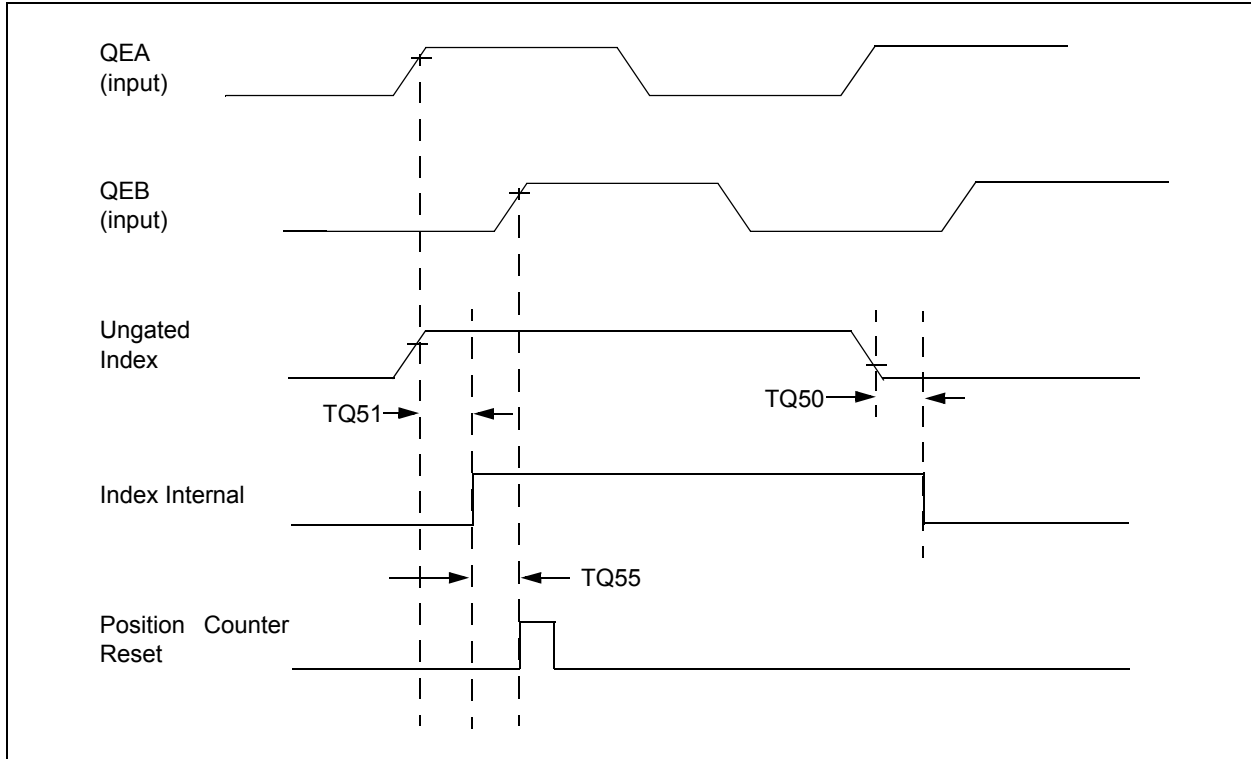 QEA
(input)
QEB
(input)
Ungated
Index
TQ51
TQ50
Index Internal
TQ55
Position Counter
Reset